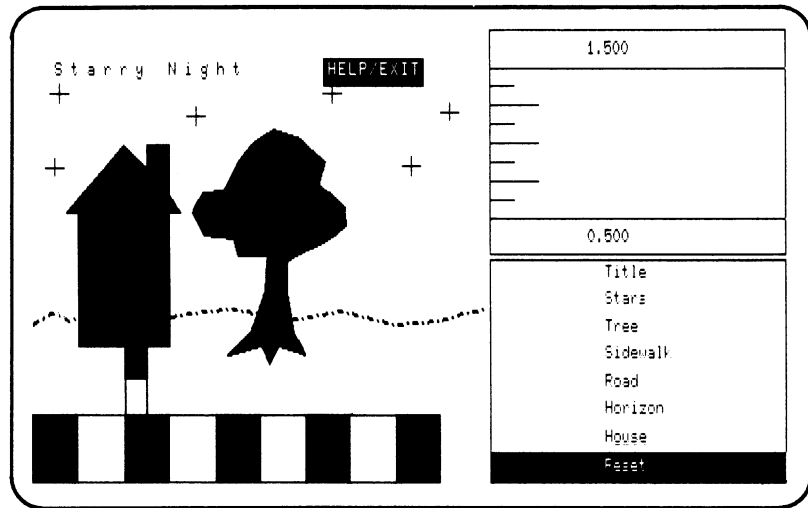 Starry Night
HELP/EXIT
1.500
0.500
Title
Stars
Tree
Sidewalk
Road
Horizon
House
Reset